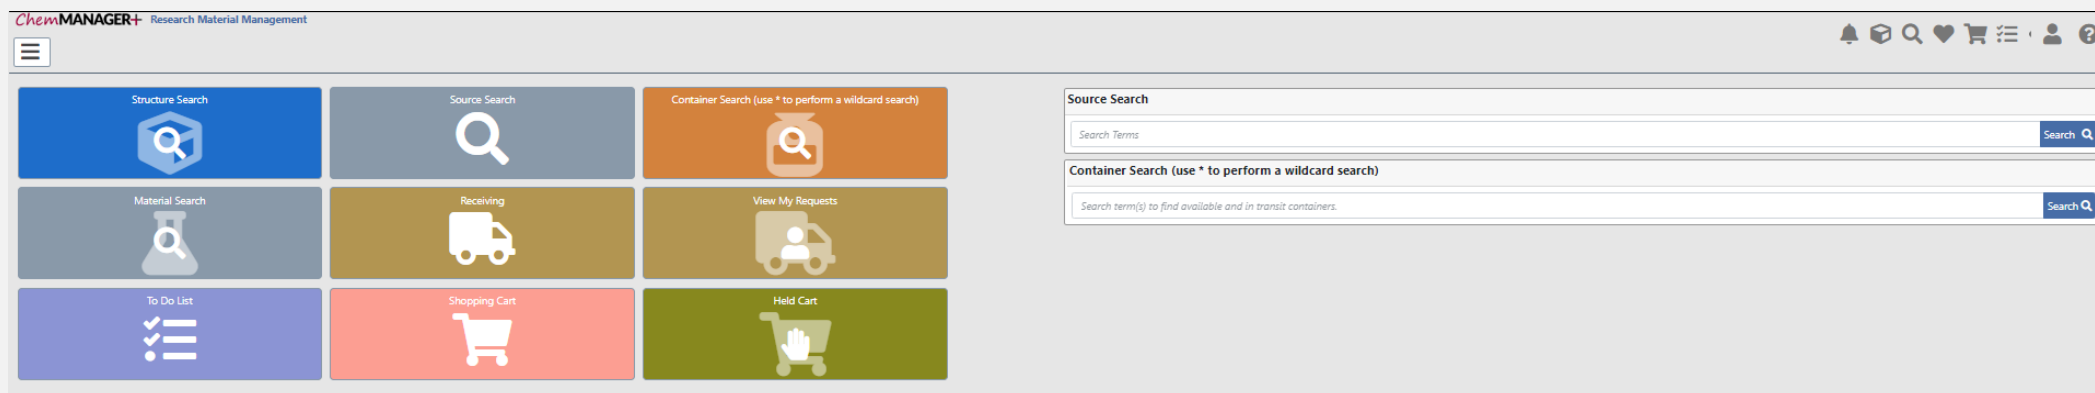 ChemMANAGER+ Research Material Management
Structure Search
Source Search
Container Search (use * to perform a wildcard search)
Material Search
Receiving
View My Requests
To Do List
Shopping Cart
Held Cart
Source Search
Search Terms
Search
Container Search (use * to perform a wildcard search)
Search term(s) to find available and in transit containers.
Search